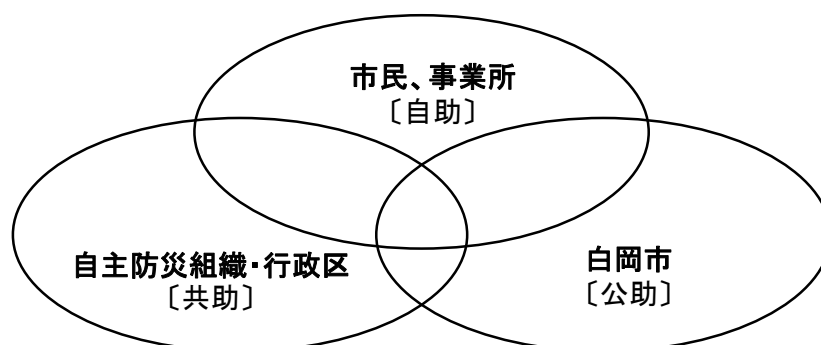 市民、事業所
〔自助〕
自主防災組織・行政区
〔共助〕
白岡市
〔公助〕